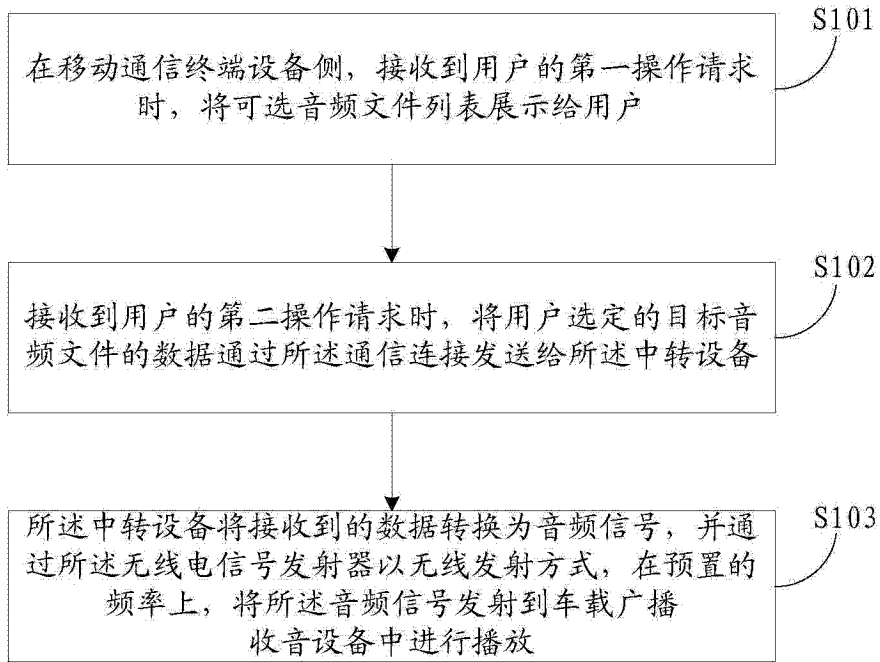 S101
在移动通信终端设备侧，接收到用户的第一操作请求
时，将可选音频文件列表展示给用户
S102
接收到用户的第二操作请求时，将用户选定的目标音
频文件的数据通过所述通信连接发送给所述中转设备
S103
所述中转设备将接收到的数据转换为音频信号，并通
过所述无线电信号发射器以无线发射方式，在预置的
频率上，将所述音频信号发射到车载广播
收音设备中进行播放